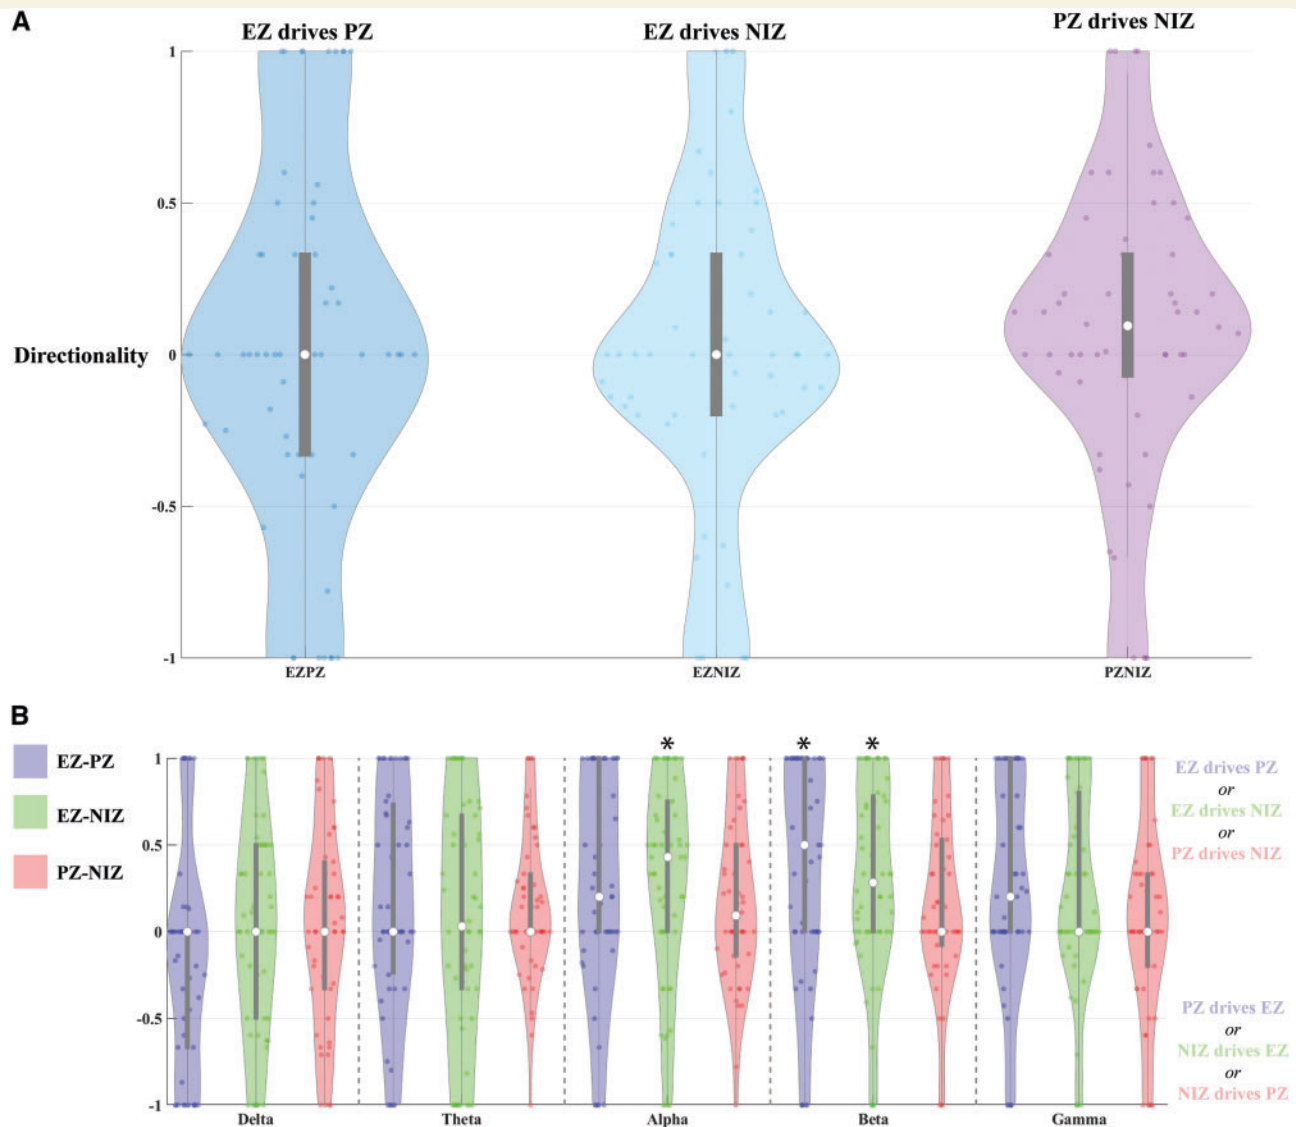 A
EZ drives PZ
EZ drives NIZ
PZ drives NIZ
1
0.5
Directionality
0
-0.5
-1
EZPZ
EZNIZ
PZNIZ
B
EZ-PZ
EZ-NIZ
PZ-NIZ
1
0.5
0
-0.5
-1
*
*
*
EZ drives PZ
or
EZ drives NIZ
or
PZ drives NIZ
PZ drives EZ
or
NIZ drives EZ
or
NIZ drives PZ
Delta
Theta
Alpha
Beta
Gamma